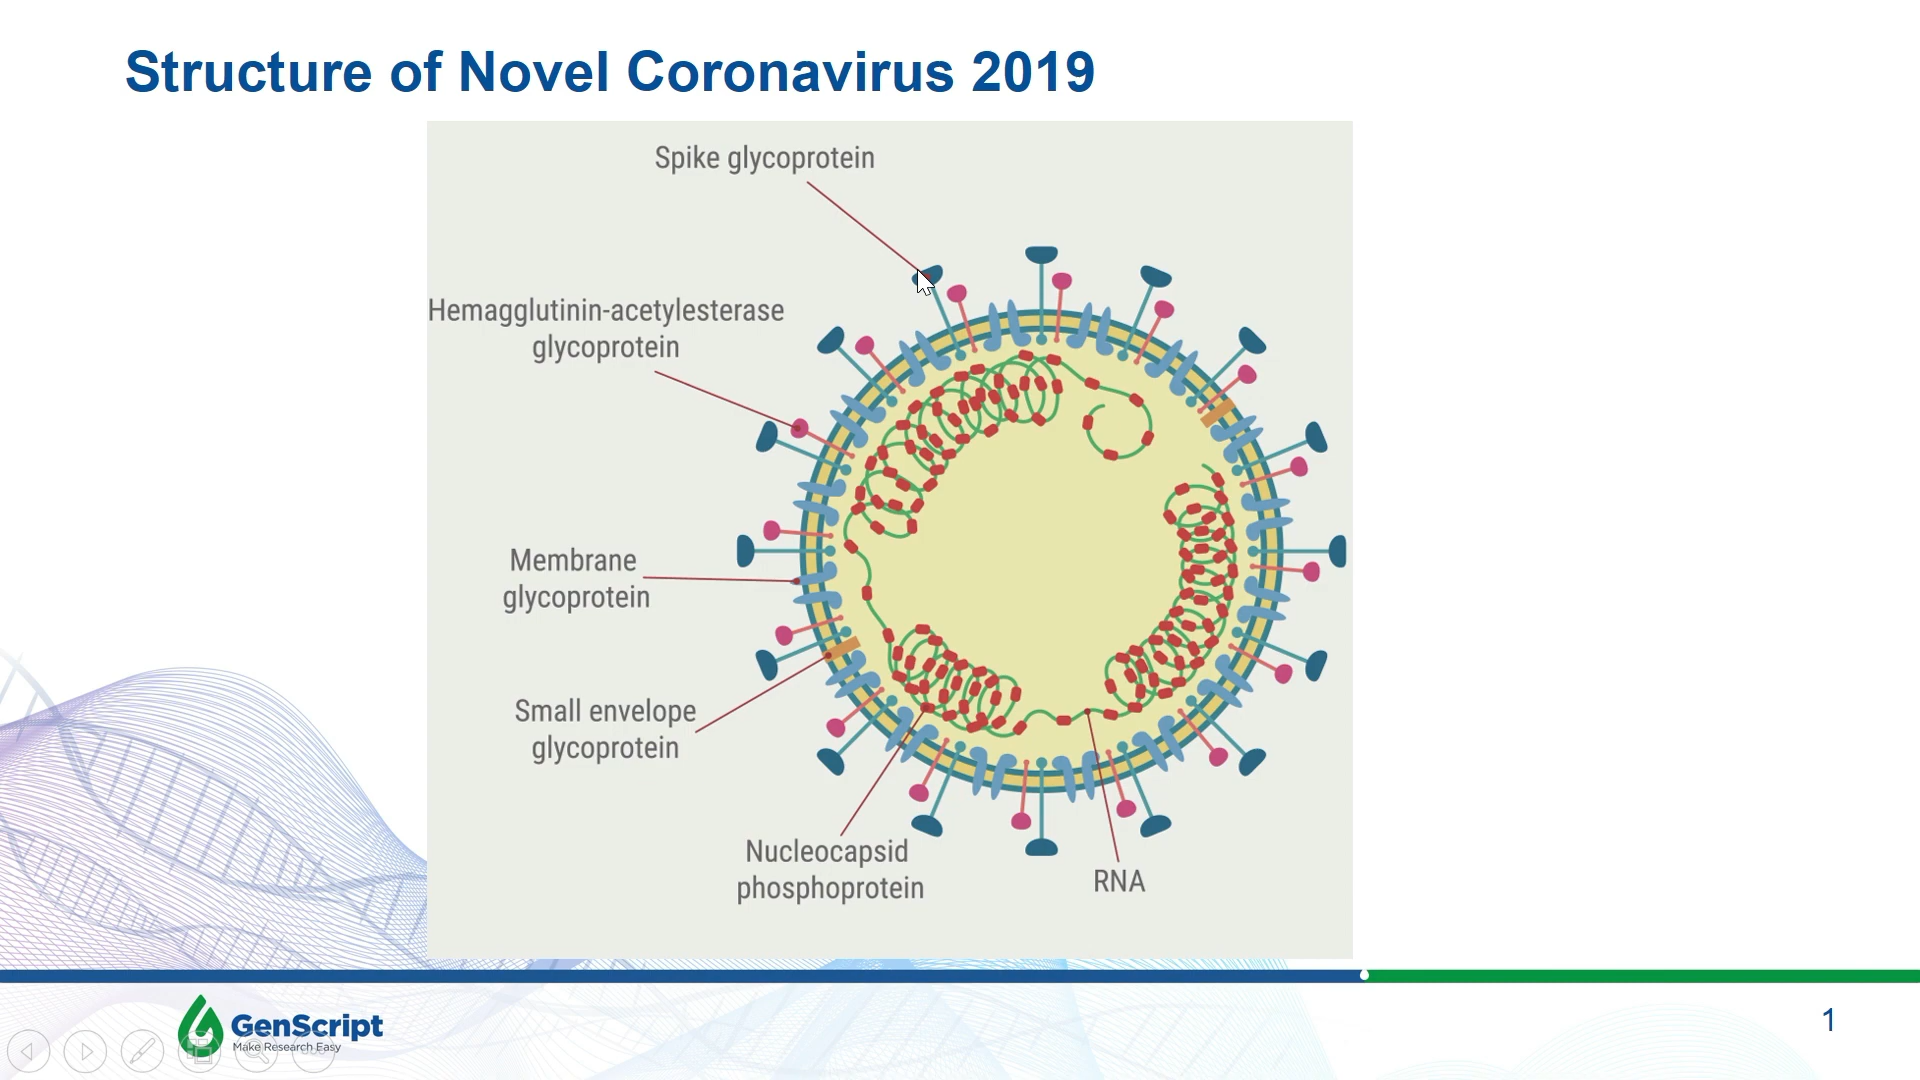 Structure of Novel Coronavirus 2019
Spike glycoprotein
Hemagglutinin-acetylesterase
glycoprotein
Membrane
glycoprotein
Small envelope
glycoprotein
Nucleocapsid
phosphoprotein
RNA
GenScript
Make Research Easy
1